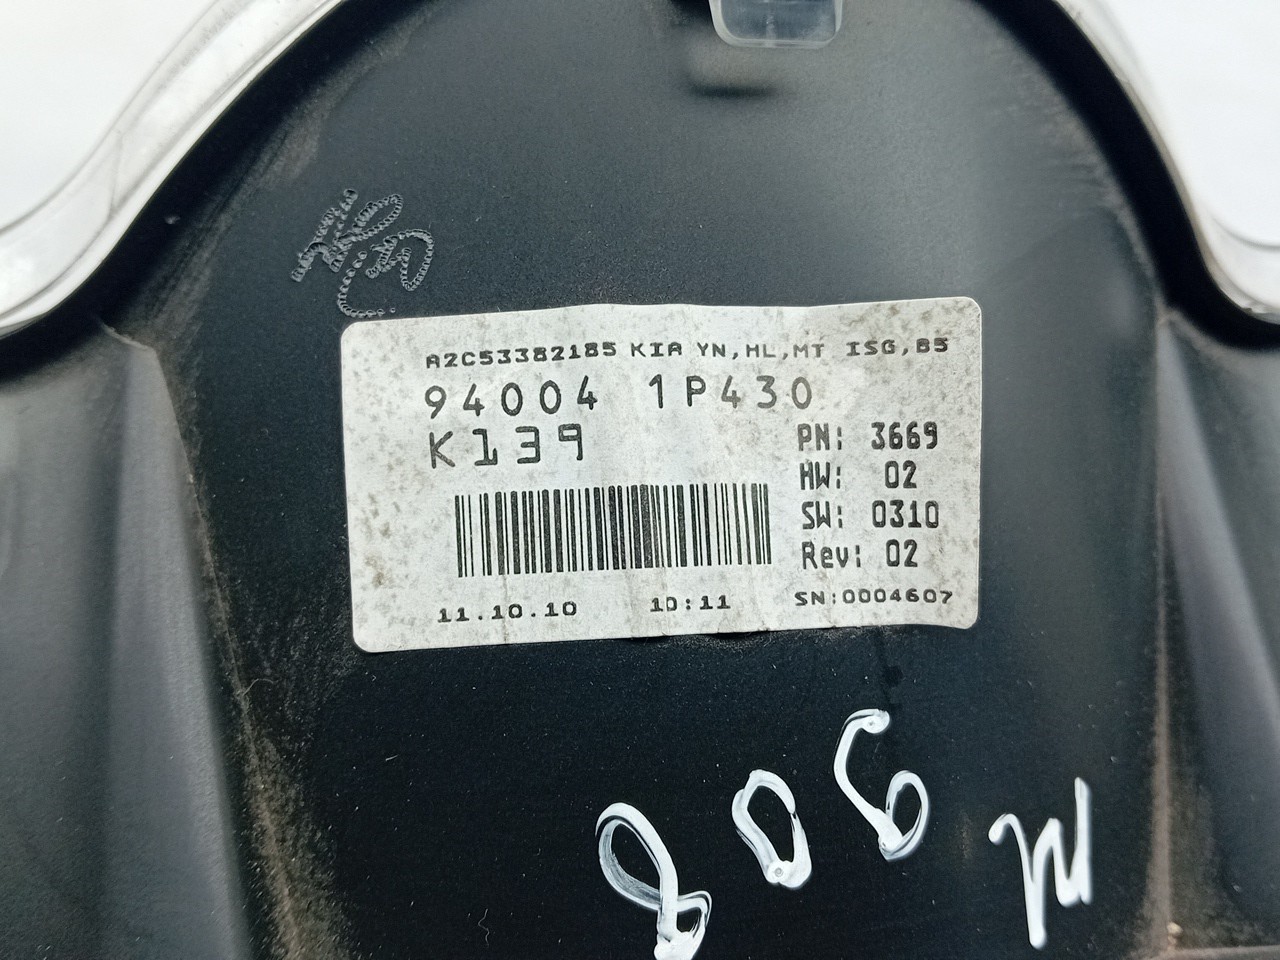 A2C53382185 KIA YN,HL,MT ISG,B5
94004 1P430
K139
PN: 3669
HW: 02
SW: 0310
Rev: 02
11.10.10 10:11 SN:0004607
806